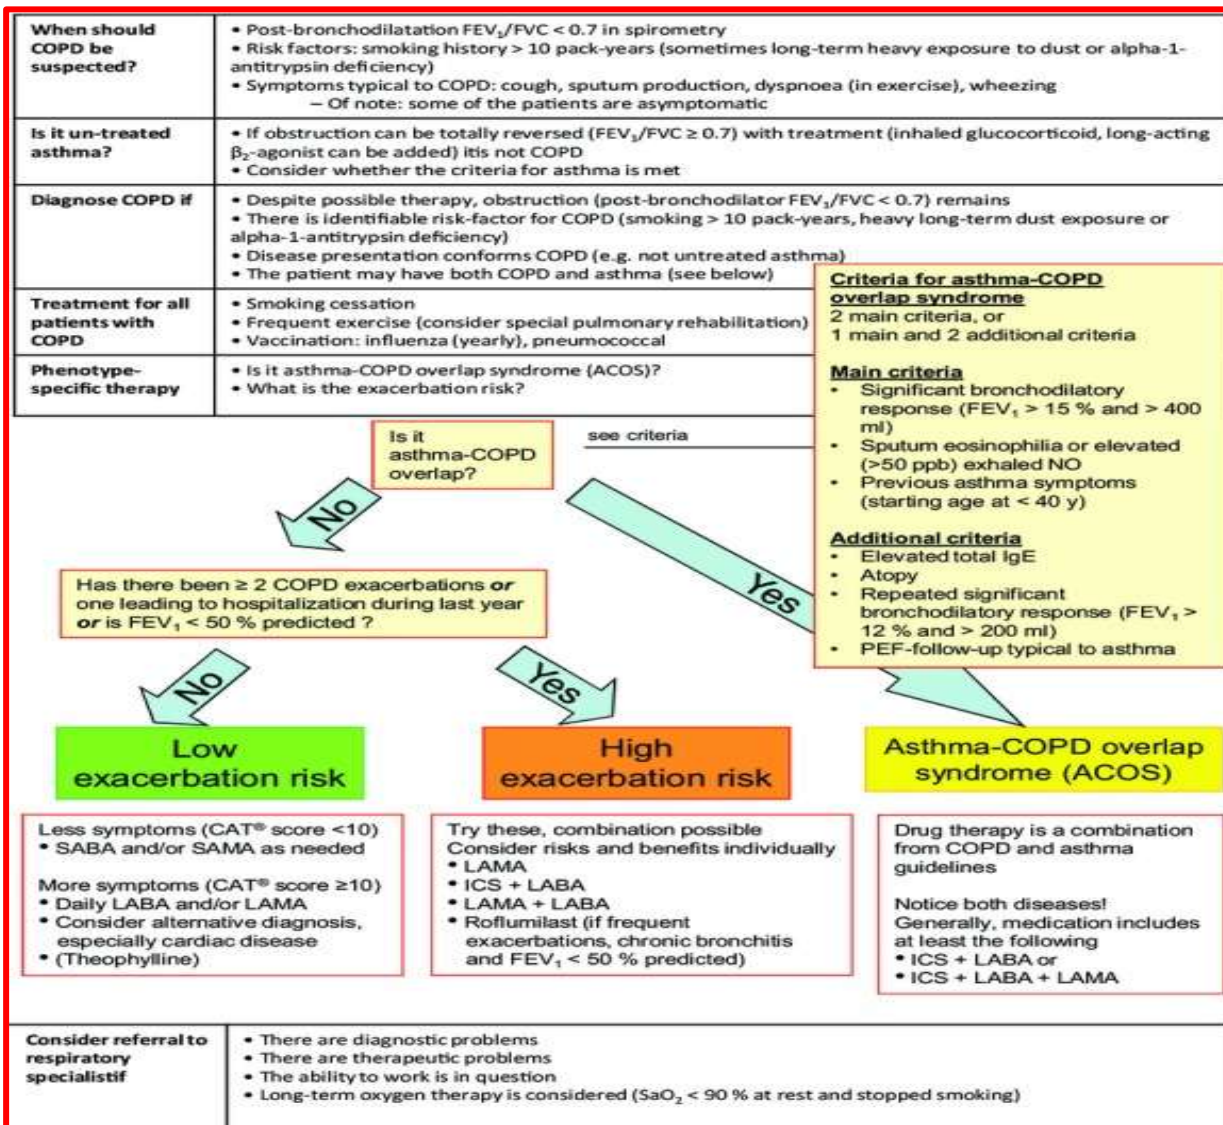 When should
COPD be
suspected?
• Post-bronchodilatation FEV₁/FVC < 0.7 in spirometry
• Risk factors: smoking history > 10 pack-years (sometimes long-term heavy exposure to dust or alpha-1-
antitrypsin deficiency)
• Symptoms typical to COPD: cough, sputum production, dyspnoea (in exercise), wheezing
– Of note: some of the patients are asymptomatic
Is it un-treated
asthma?
• If obstruction can be totally reversed (FEV₁/FVC ≥ 0.7) with treatment (inhaled glucocorticoid, long-acting
β₂-agonist can be added) itis not COPD
• Consider whether the criteria for asthma is met
Diagnose COPD if
• Despite possible therapy, obstruction (post-bronchodilator FEV₁/FVC < 0.7) remains
• There is identifiable risk-factor for COPD (smoking > 10 pack-years, heavy long-term dust exposure or
alpha-1-antitrypsin deficiency)
• Disease presentation conforms COPD (e.g. not untreated asthma)
• The patient may have both COPD and asthma (see below)
Treatment for all
patients with
COPD
• Smoking cessation
• Frequent exercise (consider special pulmonary rehabilitation)
• Vaccination: influenza (yearly), pneumococcal
Phenotype-
specific therapy
• Is it asthma-COPD overlap syndrome (ACOS)?
• What is the exacerbation risk?
Criteria for asthma-COPD
overlap syndrome
2 main criteria, or
1 main and 2 additional criteria
Main criteria
• Significant bronchodilatory
response (FEV₁ > 15 % and > 400
ml)
• Sputum eosinophilia or elevated
(>50 ppb) exhaled NO
• Previous asthma symptoms
(starting age at < 40 y)
Additional criteria
• Elevated total IgE
• Atopy
• Repeated significant
bronchodilatory response (FEV₁ >
12 % and > 200 ml)
• PEF-follow-up typical to asthma
Is it
asthma-COPD
overlap?
see criteria
No
Yes
Has there been ≥ 2 COPD exacerbations or
one leading to hospitalization during last year
or is FEV₁ < 50 % predicted ?
No
Yes
Low
exacerbation risk
High
exacerbation risk
Asthma-COPD overlap
syndrome (ACOS)
Less symptoms (CAT® score <10)
• SABA and/or SAMA as needed
More symptoms (CAT® score ≥10)
• Daily LABA and/or LAMA
• Consider alternative diagnosis,
especially cardiac disease
• (Theophylline)
Try these, combination possible
Consider risks and benefits individually
• LAMA
• ICS + LABA
• LAMA + LABA
• Roflumilast (if frequent
exacerbations, chronic bronchitis
and FEV₁ < 50 % predicted)
Drug therapy is a combination
from COPD and asthma
guidelines
Notice both diseases!
Generally, medication includes
at least the following
• ICS + LABA or
• ICS + LABA + LAMA
Consider referral to
respiratory
specialistif
• There are diagnostic problems
• There are therapeutic problems
• The ability to work is in question
• Long-term oxygen therapy is considered (SaO₂ < 90 % at rest and stopped smoking)